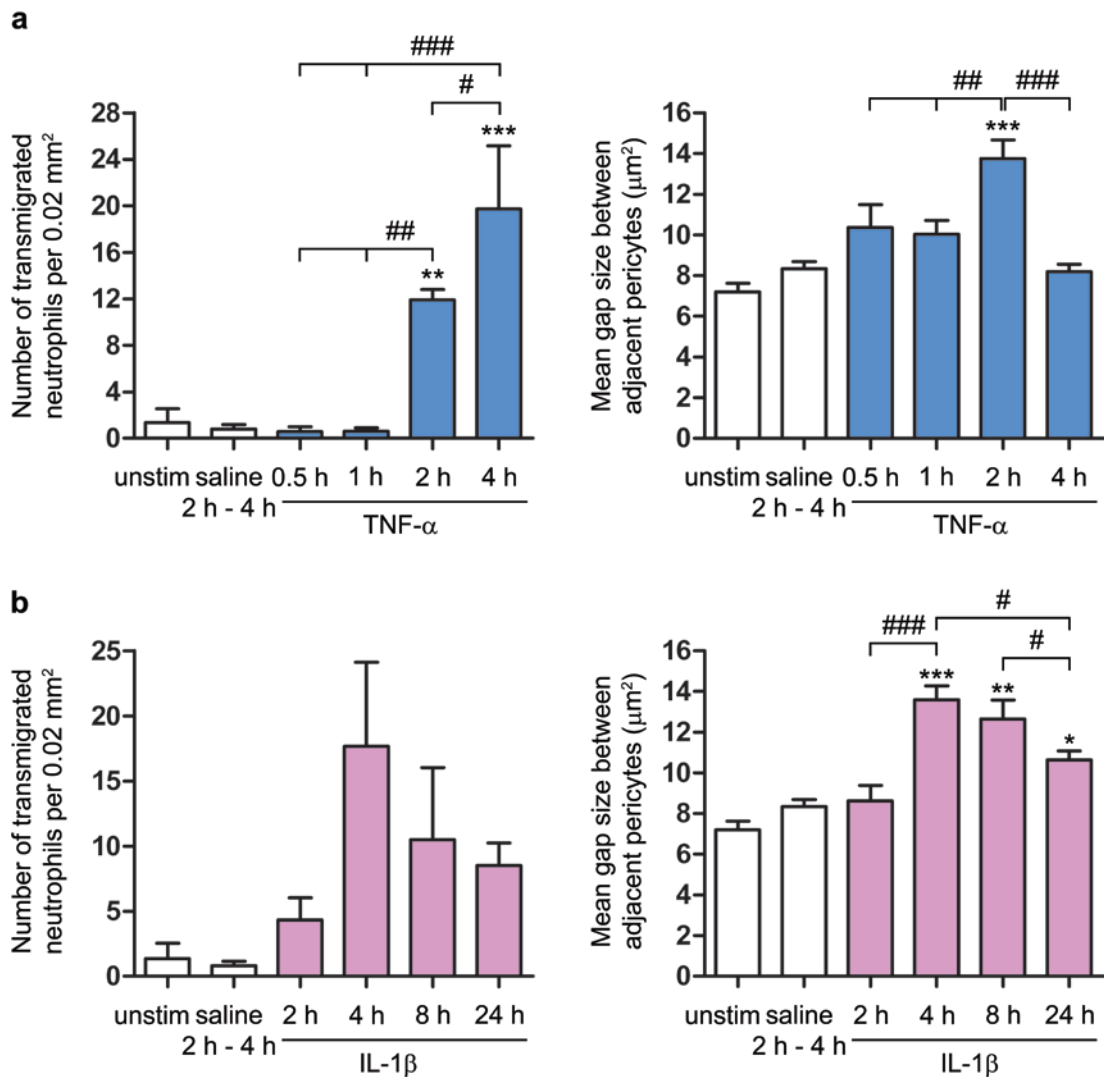 a
Number of transmigrated
neutrophils per 0.02 mm²
28
24
20
16
12
8
4
0
###
#
***
##
**
unstim saline 0.5 h 1 h 2 h 4 h
2 h - 4 h
TNF-α
Mean gap size between
adjacent pericytes (μm²)
16
14
12
10
8
6
4
2
0
## ###
***
unstim saline 0.5 h 1 h 2 h 4 h
2 h - 4 h
TNF-α
b
Number of transmigrated
neutrophils per 0.02 mm²
25
20
15
10
5
0
unstim saline 2 h 4 h 8 h 24 h
2 h - 4 h
IL-1β
Mean gap size between
adjacent pericytes (μm²)
16
14
12
10
8
6
4
2
0
#
### #
*** **
*
unstim saline 2 h 4 h 8 h 24 h
2 h - 4 h
IL-1β